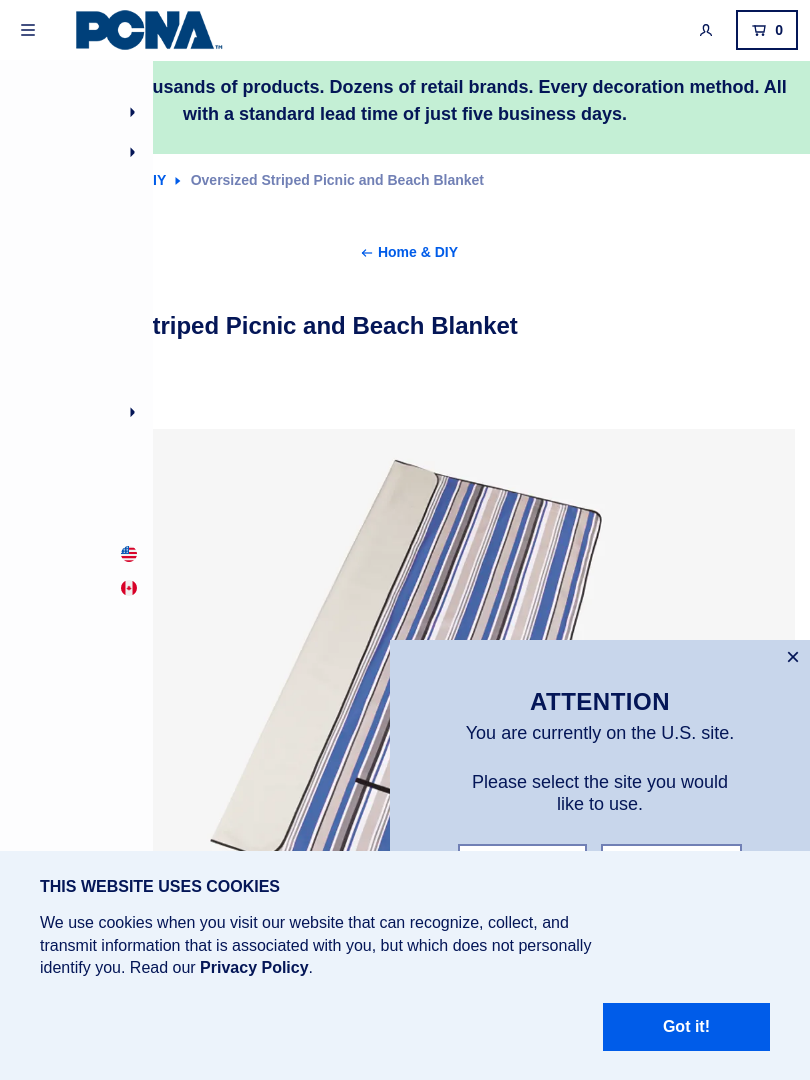 PCNA™
0
usands of products. Dozens of retail brands. Every decoration method. All
with a standard lead time of just five business days.
IY
Oversized Striped Picnic and Beach Blanket
Home & DIY
triped Picnic and Beach Blanket
ATTENTION
You are currently on the U.S. site.
Please select the site you would
like to use.
THIS WEBSITE USES COOKIES
We use cookies when you visit our website that can recognize, collect, and
transmit information that is associated with you, but which does not personally
identify you. Read our Privacy Policy.
Got it!